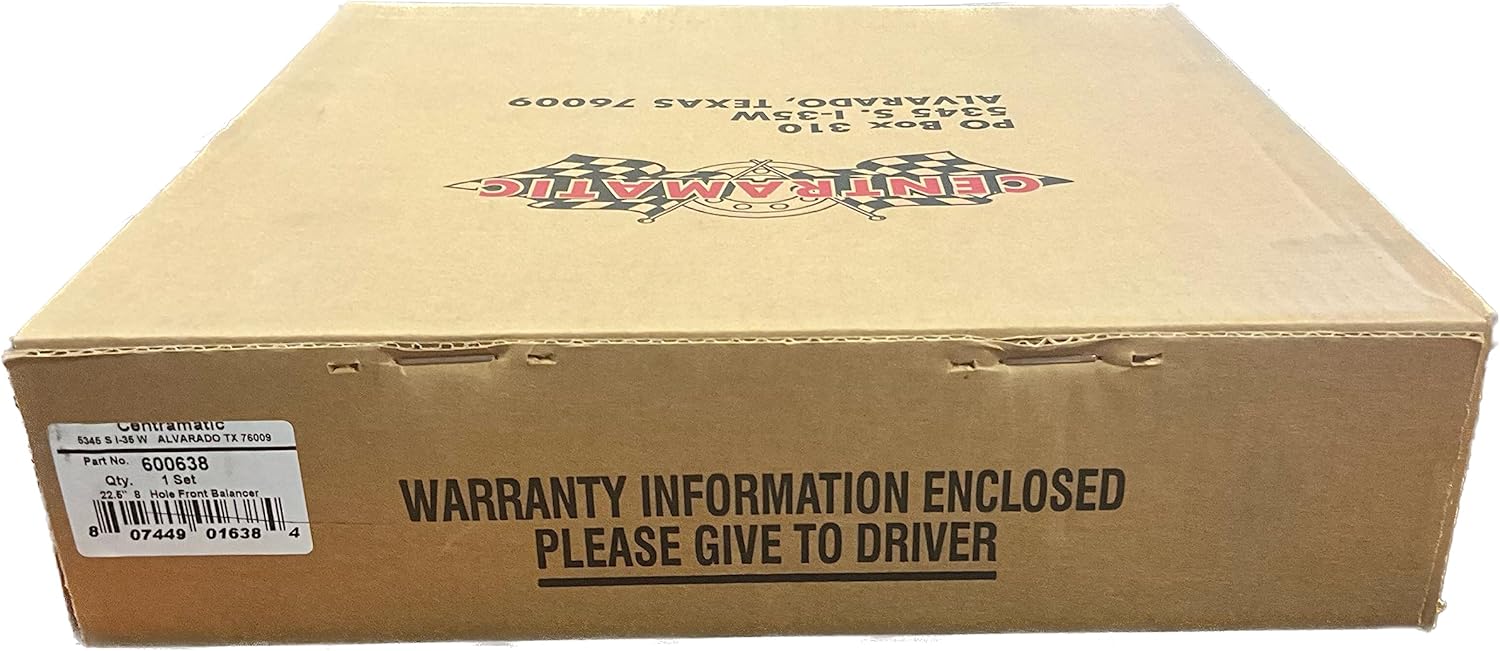 CENTRAMATIC
PO Box 310
5345 S. I-35W
ALVARADO, TEXAS 76009
Centramatic
5345 S I-35 W ALVARADO TX 76009
Part No. 600638
Qty. 1 Set
22.5" 8 Hole Front Balancer
8 07449 01638 4
WARRANTY INFORMATION ENCLOSED
PLEASE GIVE TO DRIVER